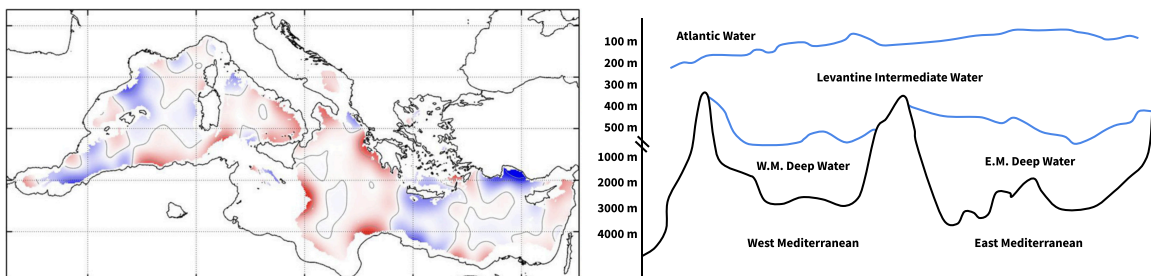 Atlantic Water
100 m
200 m
Levantine Intermediate Water
300 m
400 m
500 m
1000 m
W.M. Deep Water
E.M. Deep Water
2000 m
3000 m
4000 m
West Mediterranean
East Mediterranean